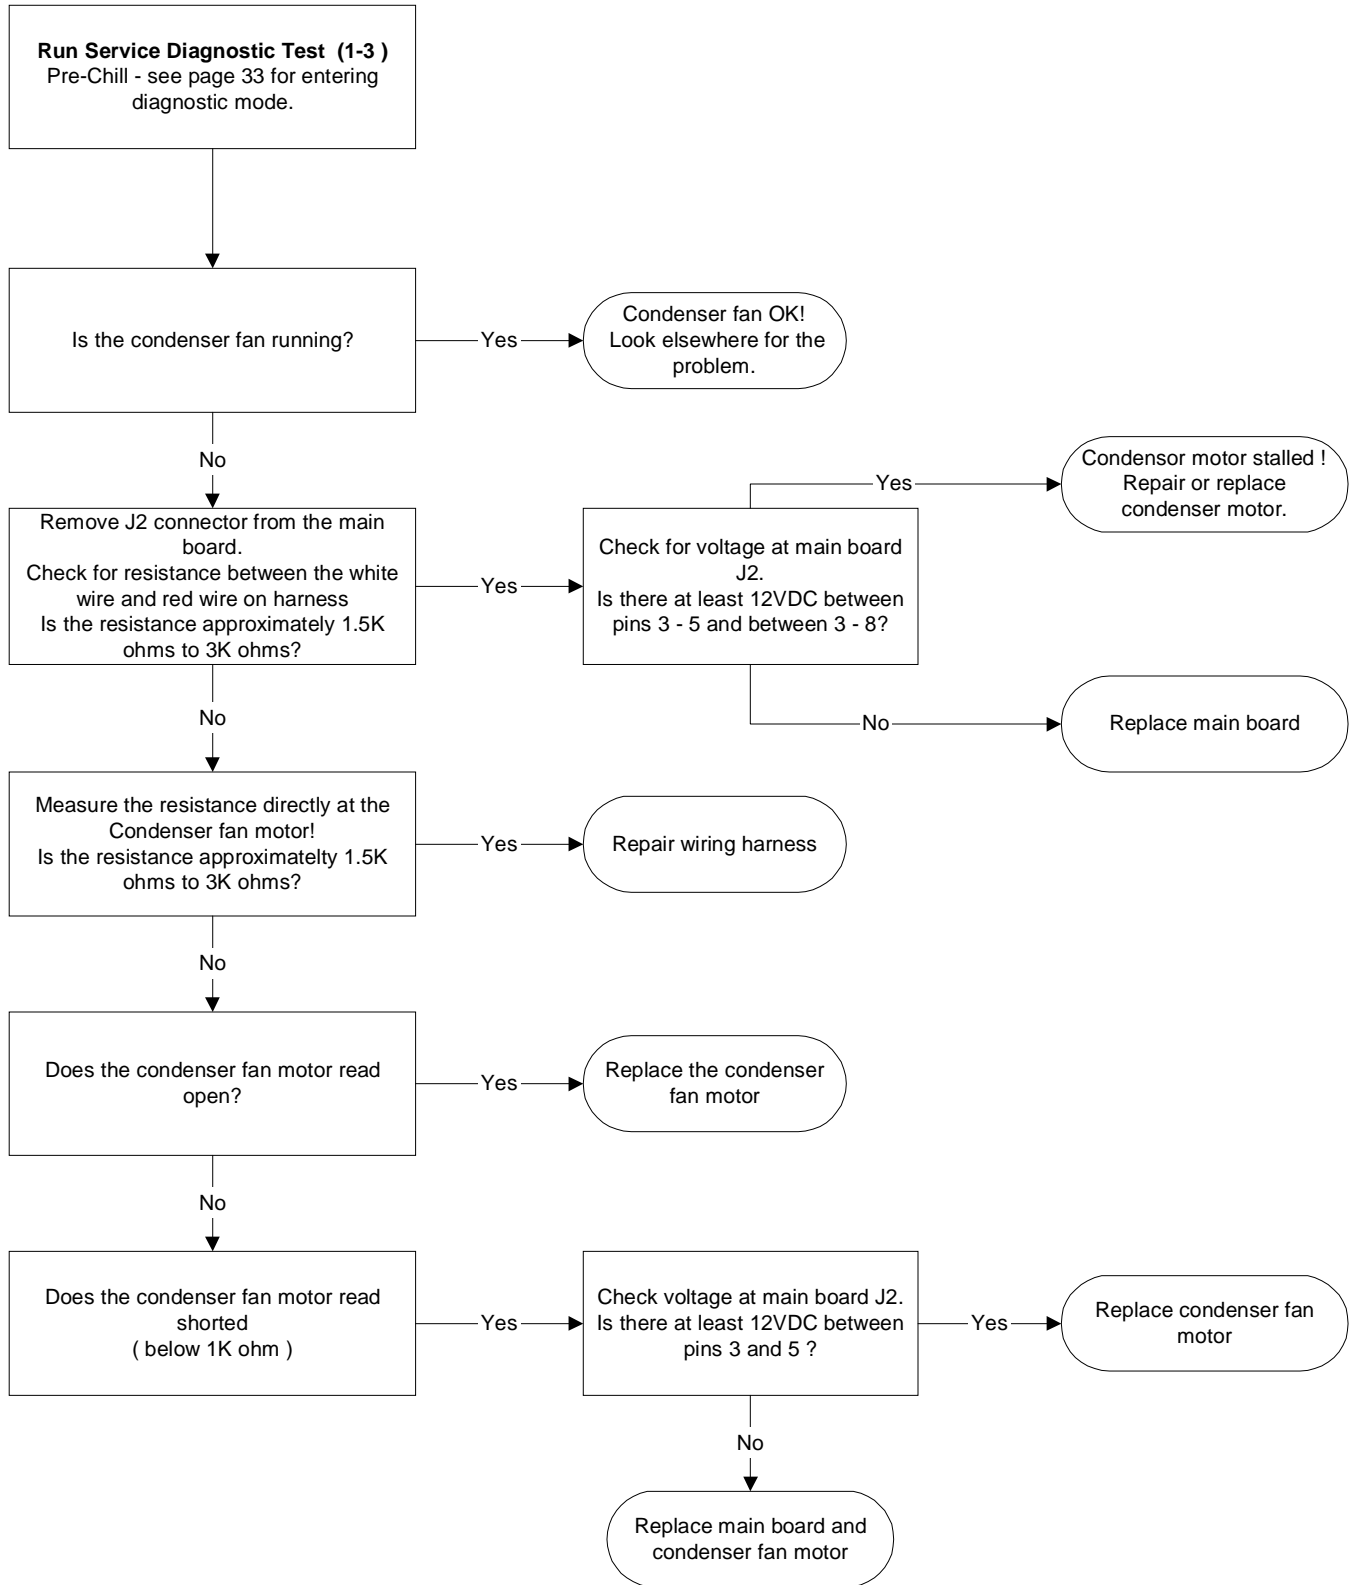 Run Service Diagnostic Test (1-3 )
Pre-Chill - see page 33 for entering
diagnostic mode.
Is the condenser fan running?
Yes
Condenser fan OK!
Look elsewhere for the
problem.
No
Remove J2 connector from the main
board.
Check for resistance between the white
wire and red wire on harness
Is the resistance approximately 1.5K
ohms to 3K ohms?
Yes
Check for voltage at main board
J2.
Is there at least 12VDC between
pins 3 - 5 and between 3 - 8?
Yes
Condensor motor stalled !
Repair or replace
condenser motor.
No
Replace main board
No
Measure the resistance directly at the
Condenser fan motor!
Is the resistance approximatelty 1.5K
ohms to 3K ohms?
Yes
Repair wiring harness
No
Does the condenser fan motor read
open?
Yes
Replace the condenser
fan motor
No
Does the condenser fan motor read
shorted
( below 1K ohm )
Yes
Check voltage at main board J2.
Is there at least 12VDC between
pins 3 and 5 ?
Yes
Replace condenser fan
motor
No
Replace main board and
condenser fan motor